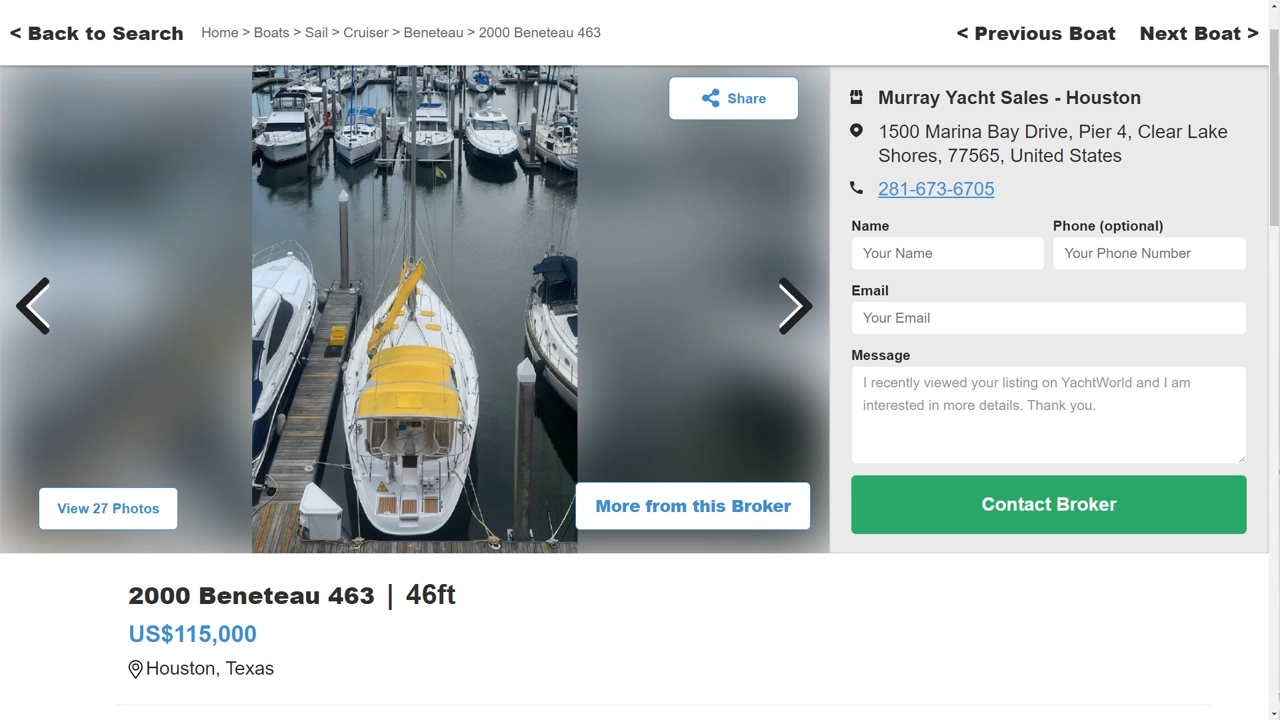 < Back to Search
Home > Boats > Sail > Cruiser > Beneteau > 2000 Beneteau 463
< Previous Boat
Next Boat >
Share
View 27 Photos
More from this Broker
Murray Yacht Sales - Houston
1500 Marina Bay Drive, Pier 4, Clear Lake
Shores, 77565, United States
281-673-6705
Name
Phone (optional)
Your Name
Your Phone Number
Email
Your Email
Message
I recently viewed your listing on YachtWorld and I am
interested in more details. Thank you.
Contact Broker
2000 Beneteau 463 | 46ft
US$115,000
Houston, Texas